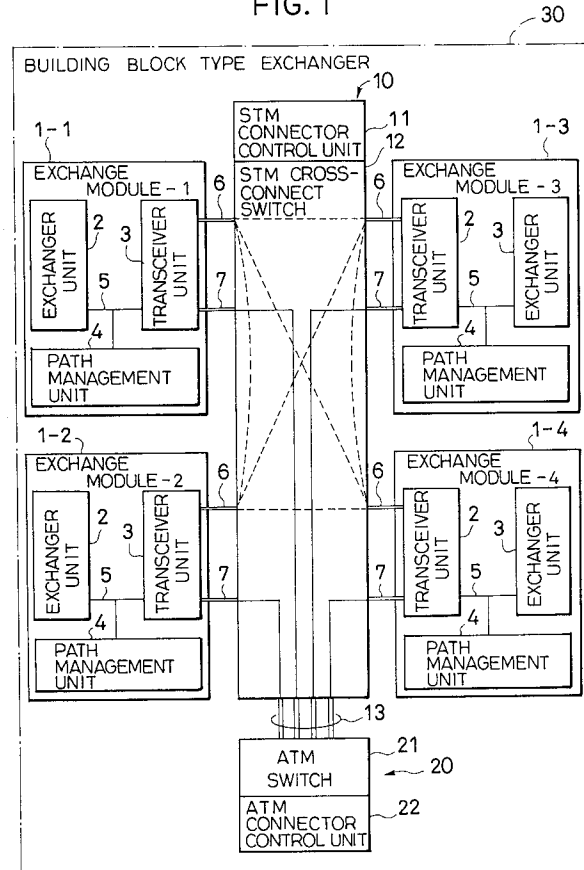 FIG. 1
30
BUILDING BLOCK TYPE EXCHANGER
10
11
12
STM
CONNECTOR
CONTROL UNIT
STM CROSS-
CONNECT
SWITCH
1-1
EXCHANGE
MODULE-1
2
3
EXCHANGER
UNIT
TRANSCEIVER
UNIT
5
4
PATH
MANAGEMENT
UNIT
6
7
1-3
EXCHANGE
MODULE-3
6
2
3
TRANSCEIVER
UNIT
EXCHANGER
UNIT
7
5
4
PATH
MANAGEMENT
UNIT
1-2
EXCHANGE
MODULE-2
2
3
EXCHANGER
UNIT
TRANSCEIVER
UNIT
5
4
PATH
MANAGEMENT
UNIT
6
7
1-4
EXCHANGE
MODULE-4
6
2
3
TRANSCEIVER
UNIT
EXCHANGER
UNIT
7
5
4
PATH
MANAGEMENT
UNIT
13
ATM
SWITCH
21
20
ATM
CONNECTOR
CONTROL UNIT
22